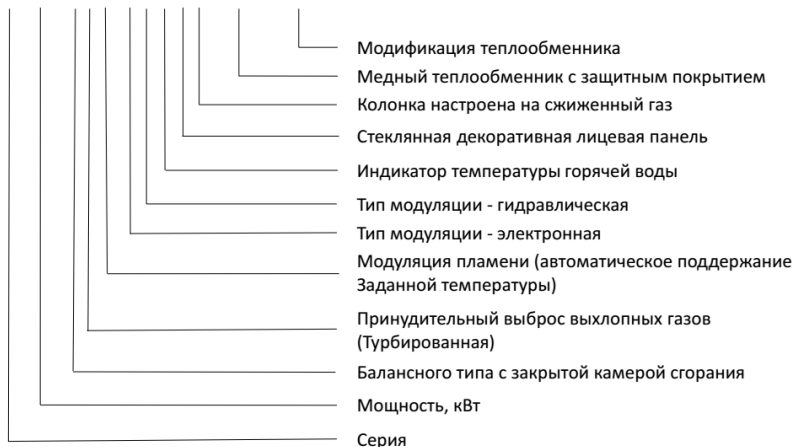 Модификация теплообменника
Медный теплообменник с защитным покрытием
Колонка настроена на сжиженный газ
Стеклянная декоративная лицевая панель
Индикатор температуры горячей воды
Тип модуляции - гидравлическая
Тип модуляции - электронная
Модуляция пламени (автоматическое поддержание
Заданной температуры)
Принудительный выброс выхлопных газов
(Турбированная)
Балансного типа с закрытой камерой сгорания
Мощность, кВт
Серия